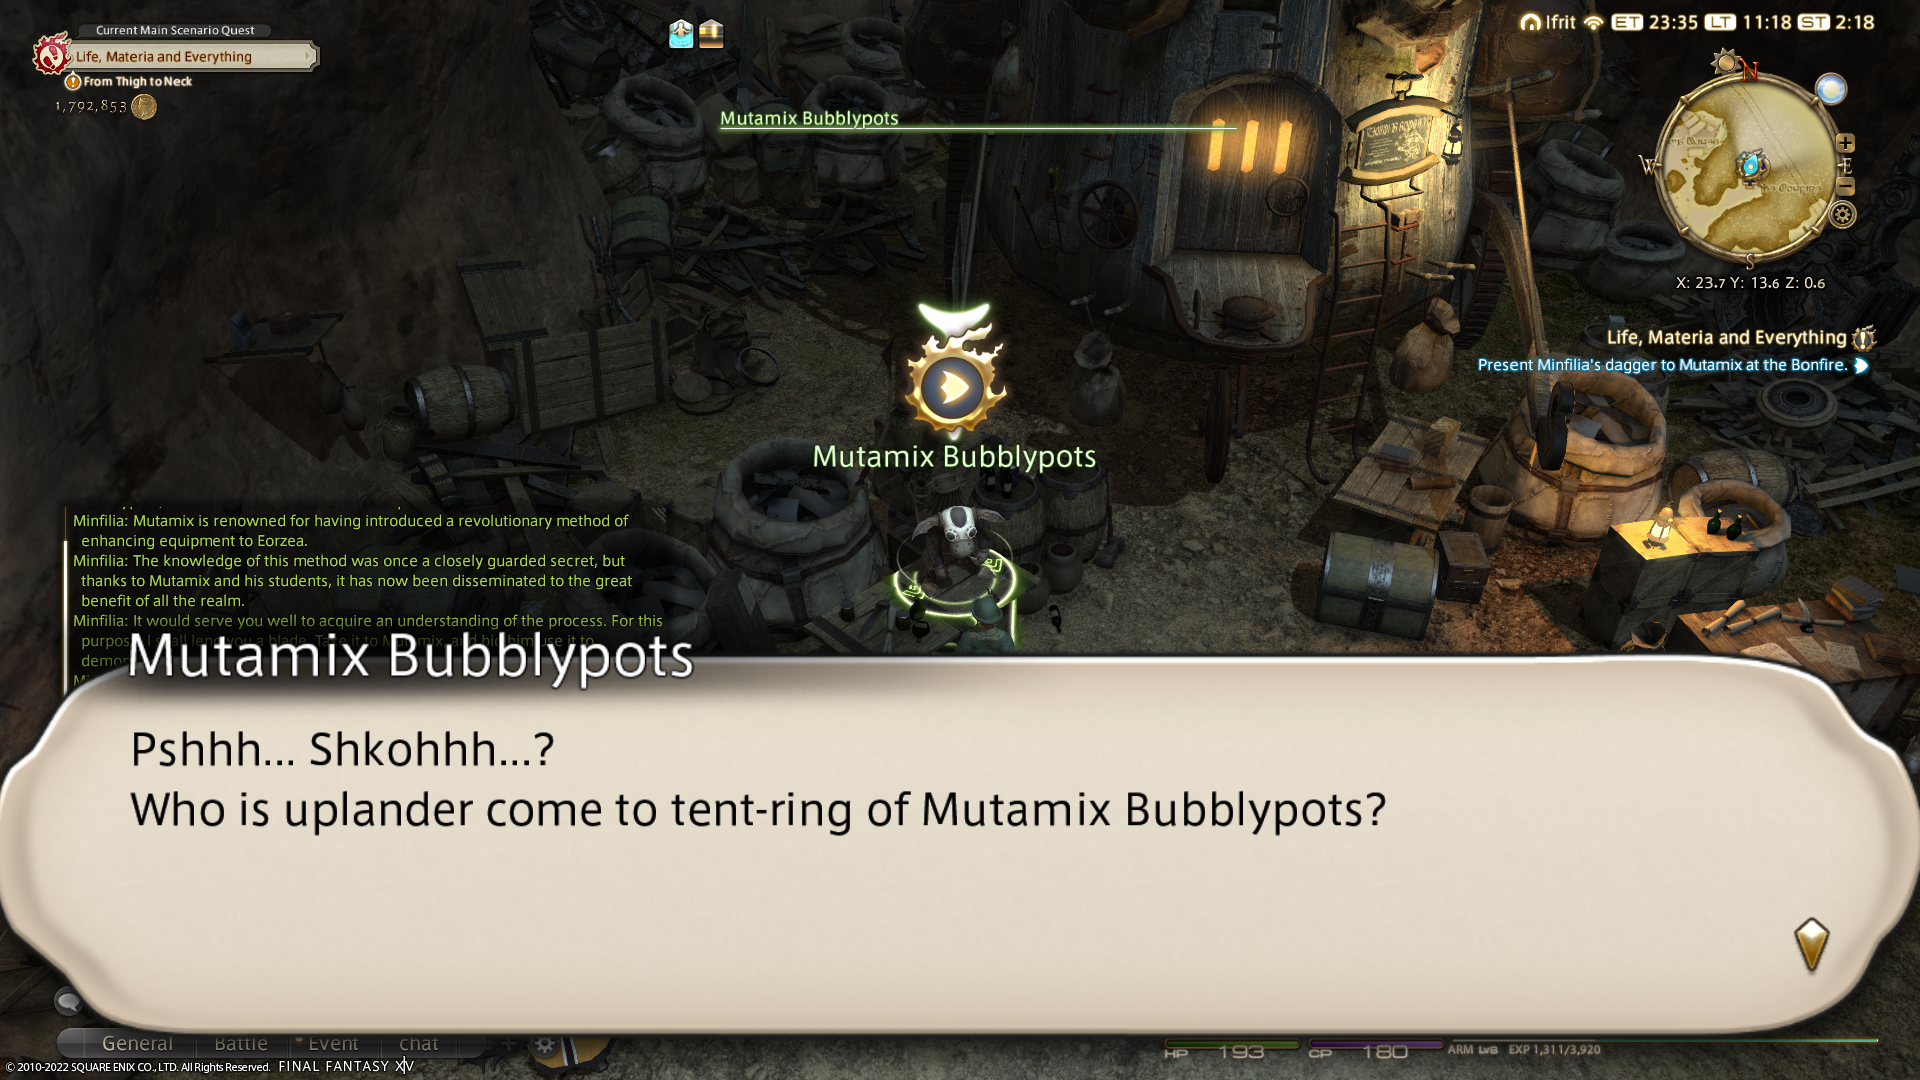 Current Main Scenario Quest
Life, Materia and Everything
From Thigh to Neck
1,792,853
Mutamix Bubblypots
Ifrit ET 23:35 LT 11:18 ST 2:18
N
W
E
S
X: 23.7 Y: 13.6 Z: 0.6
Life, Materia and Everything
Present Minfilia's dagger to Mutamix at the Bonfire.
Mutamix Bubblypots
Minfilia: Mutamix is renowned for having introduced a revolutionary method of
enhancing equipment to Eorzea.
Minfilia: The knowledge of this method was once a closely guarded secret, but
thanks to Mutamix and his students, it has now been disseminated to the great
benefit of all the realm.
Minfilia: It would serve you well to acquire an understanding of the process. For this
Mutamix Bubblypots
Pshhh... Shkohhh...?
Who is uplander come to tent-ring of Mutamix Bubblypots?
General Battle Event chat
HP 193 CP 180 ARM Lv8 EXP 1,311/3,920
© 2010-2022 SQUARE ENIX CO., LTD. All Rights Reserved. FINAL FANTASY XIV